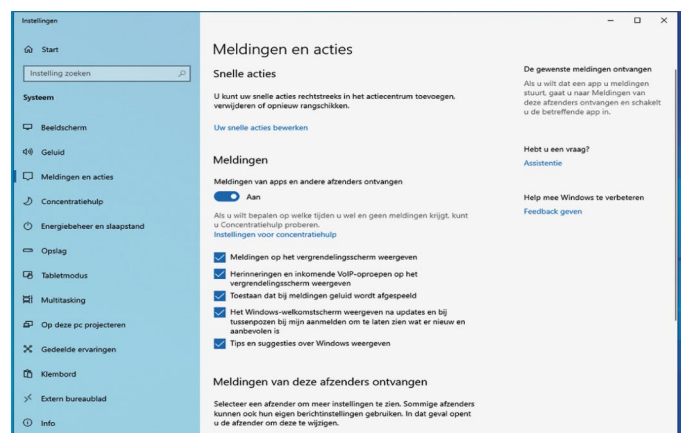 Instellingen
Start
Instelling zoeken
Systeem
Beeldscherm
Geluid
Meldingen en acties
Concentratiehulp
Energiebeheer en slaapstand
Opslag
Tabletmodus
Multitasking
Op deze pc projecteren
Gedeelde ervaringen
Klembord
Extern bureaublad
Info
Meldingen en acties
Snelle acties
U kunt uw snelle acties rechtstreeks in het actiecentrum toevoegen,
verwijderen of opnieuw rangschikken.
Uw snelle acties bewerken
Meldingen
Meldingen van apps en andere afzenders ontvangen
Aan
Als u wilt bepalen op welke tijden u wel en geen meldingen krijgt, kunt
u Concentratiehulp proberen.
Instellingen voor concentratiehulp
Meldingen op het vergrendelingsscherm weergeven
Herinneringen en inkomende VoIP-oproepen op het
vergrendelingsscherm weergeven
Toestaan dat bij meldingen geluid wordt afgespeeld
Het Windows-welkomstscherm weergeven na updates en bij
tussenpozen bij mijn aanmelden om te laten zien wat er nieuw en
aanbevolen is
Tips en suggesties over Windows weergeven
Meldingen van deze afzenders ontvangen
Selecteer een afzender om meer instellingen te zien. Sommige afzenders
kunnen ook hun eigen berichtinstellingen gebruiken. In dat geval opent
u de afzender om deze te wijzigen.
De gewenste meldingen ontvangen
Als u wilt dat een app u meldingen
stuurt, gaat u naar Meldingen van
deze afzenders ontvangen en schakelt
u de betreffende app in.
Hebt u een vraag?
Assistentie
Help mee Windows te verbeteren
Feedback geven